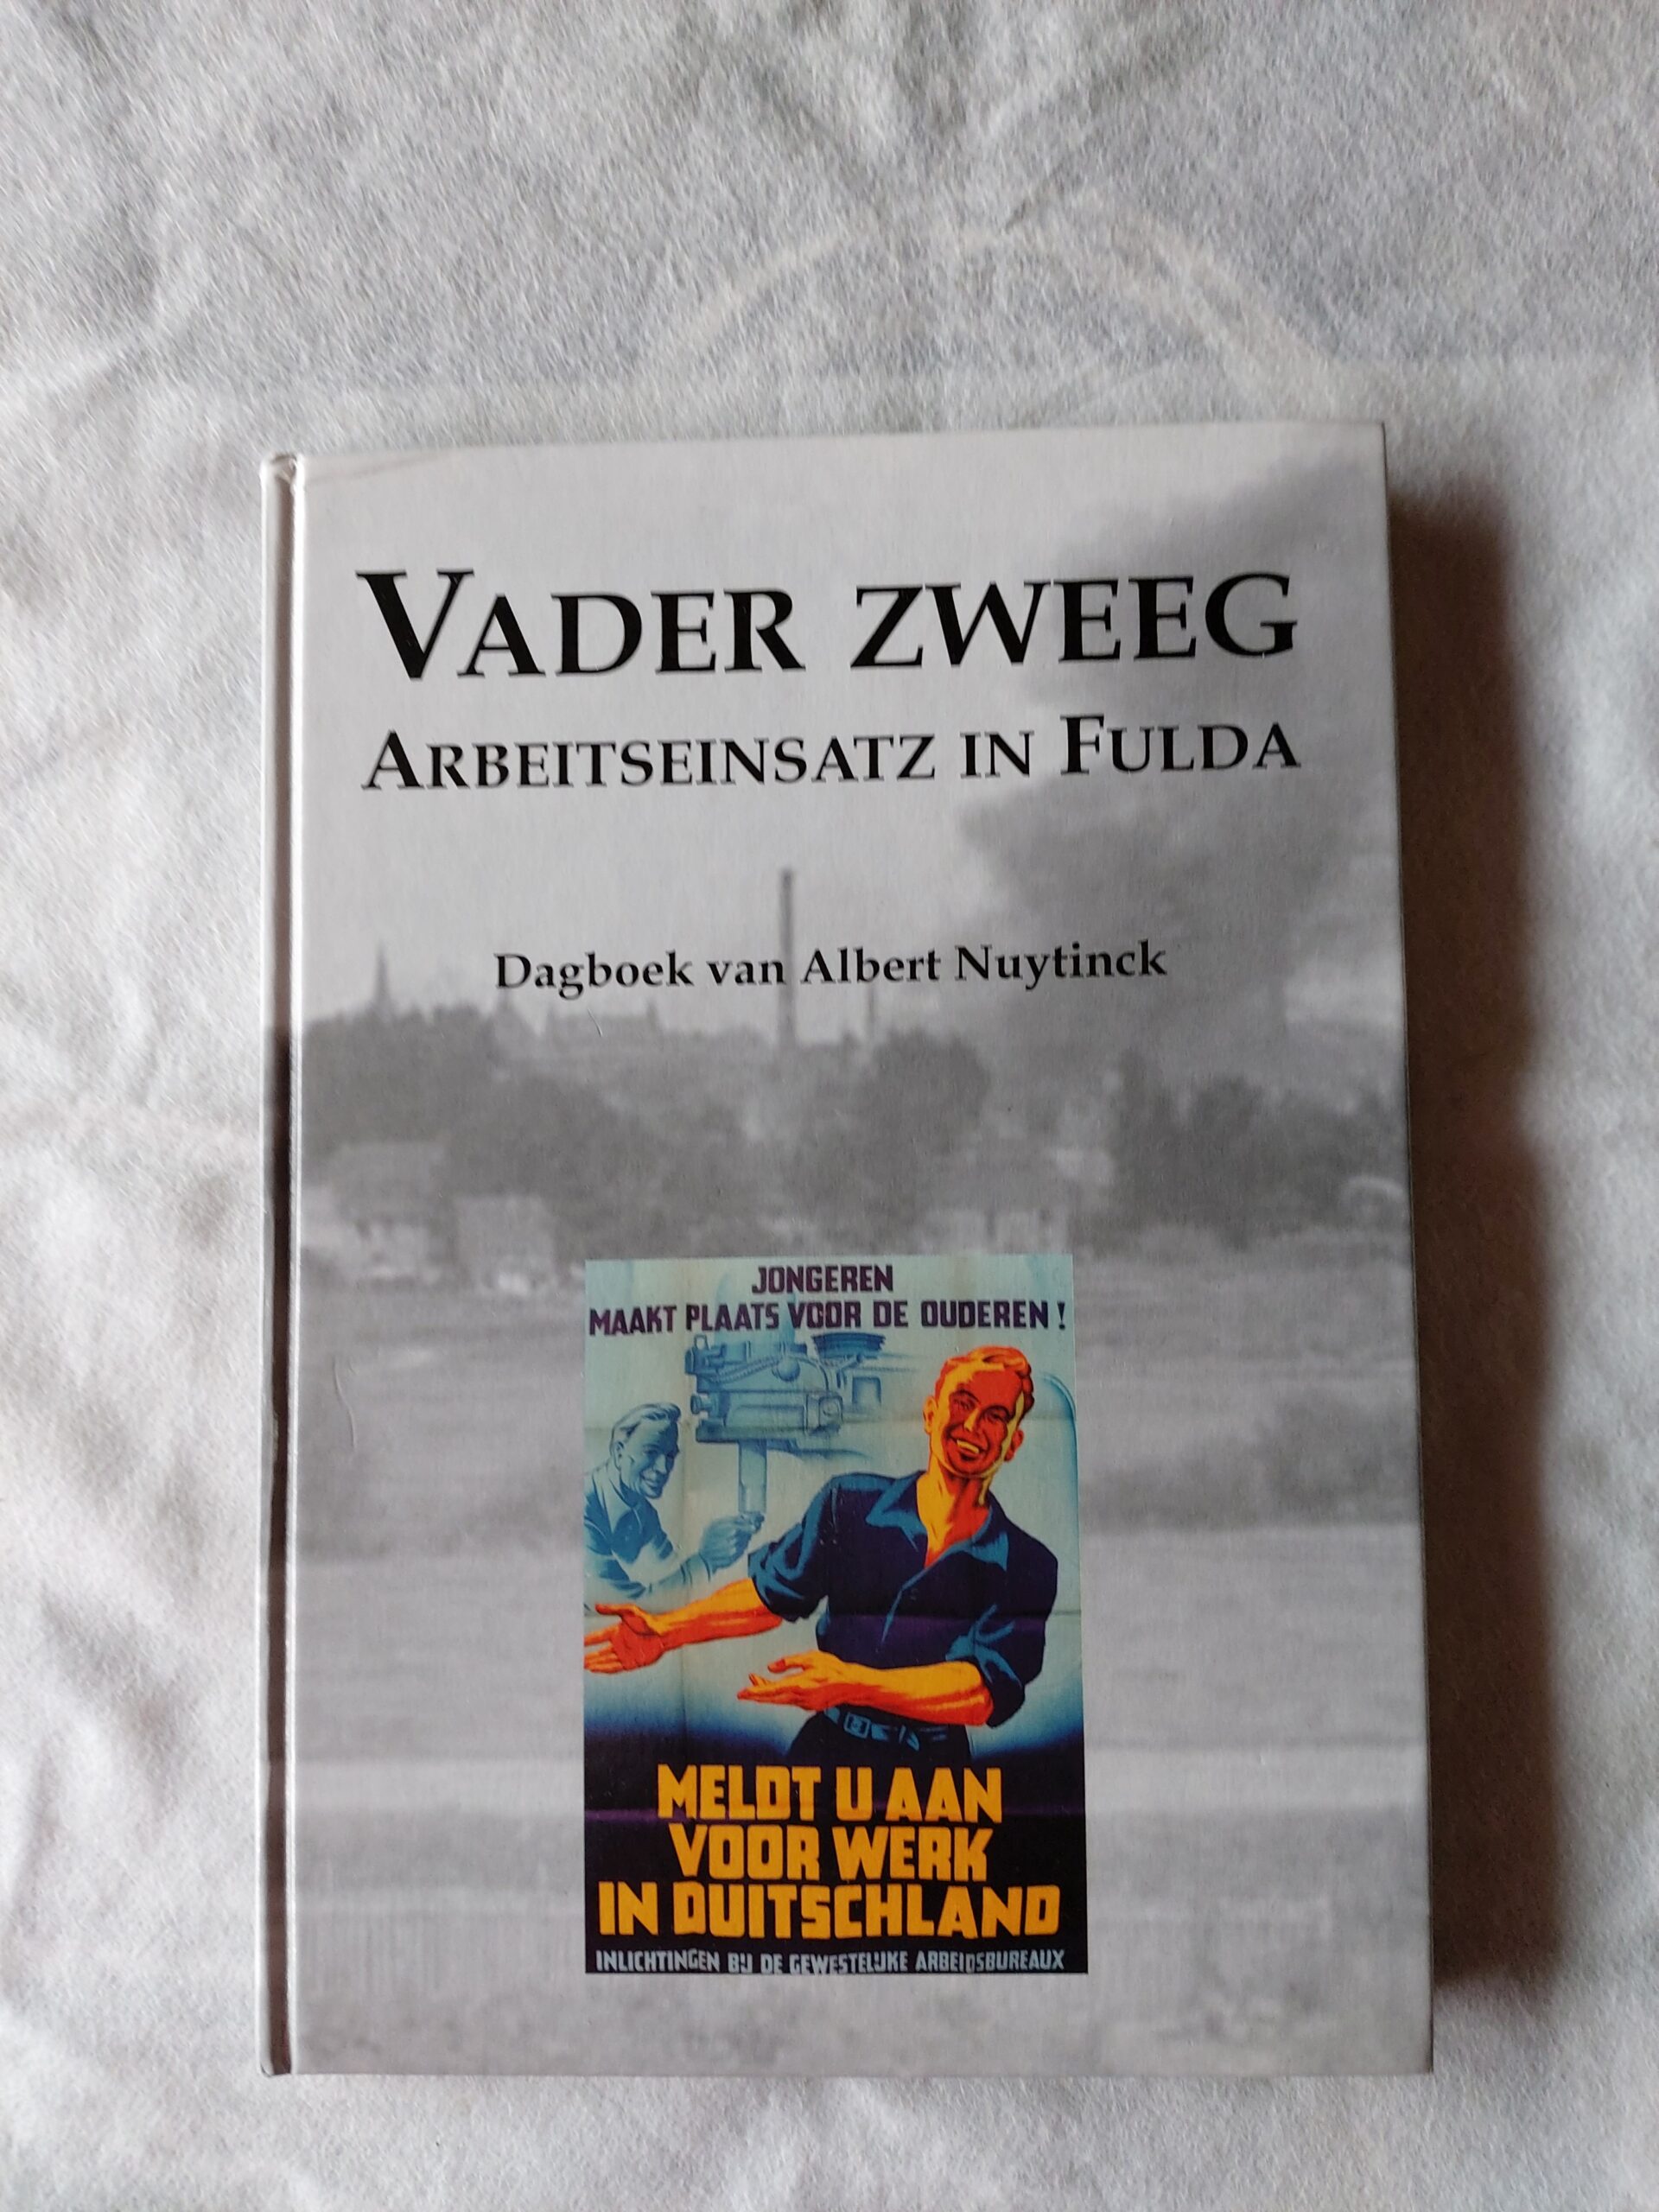 VADER ZWEEG
ARBEITSEINSATZ IN FULDA
Dagboek van Albert Nuytinck
JONGEREN
MAAKT PLAATS VOOR DE OUDEREN !
MELDT U AAN
VOOR WERK
IN DUITSCHLAND
INLICHTINGEN BIJ DE GEWESTELIJKE ARBEIDSBUREAUX